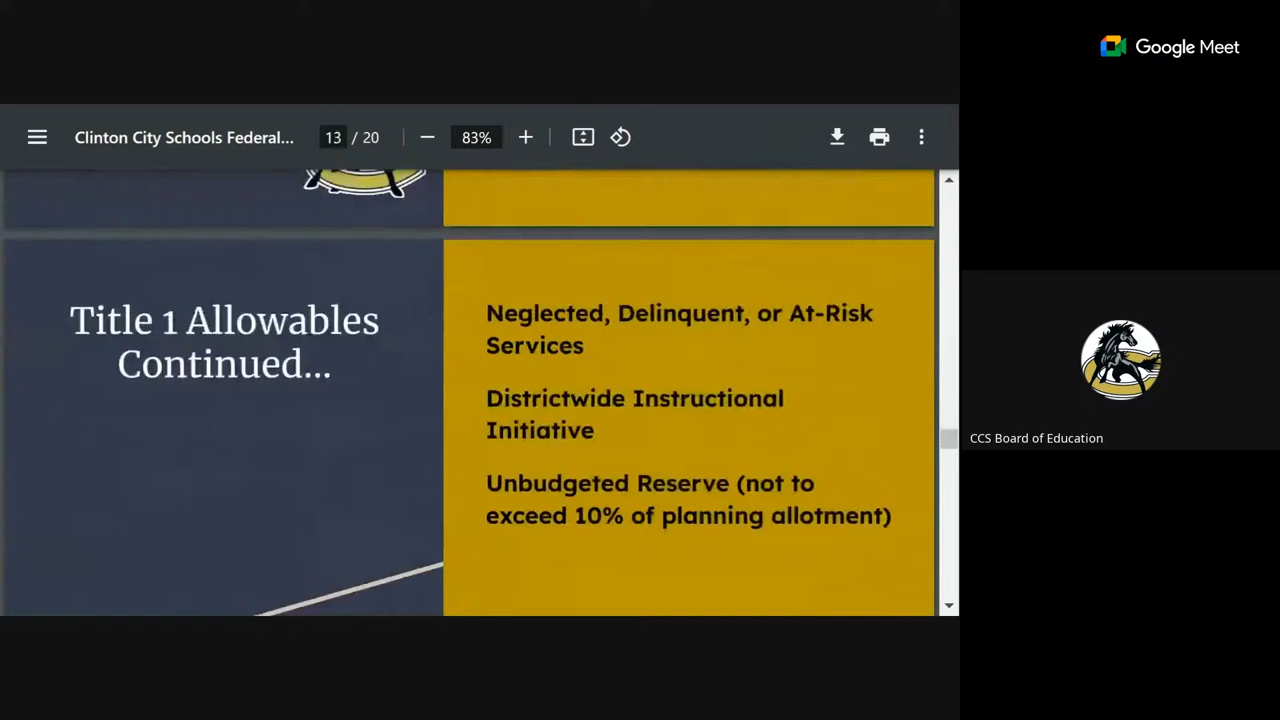 Google Meet
Clinton City Schools Federal... 13 / 20 83%
Title 1 Allowables
Continued...
Neglected, Delinquent, or At-Risk
Services
Districtwide Instructional
Initiative
Unbudgeted Reserve (not to
exceed 10% of planning allotment)
CCS Board of Education